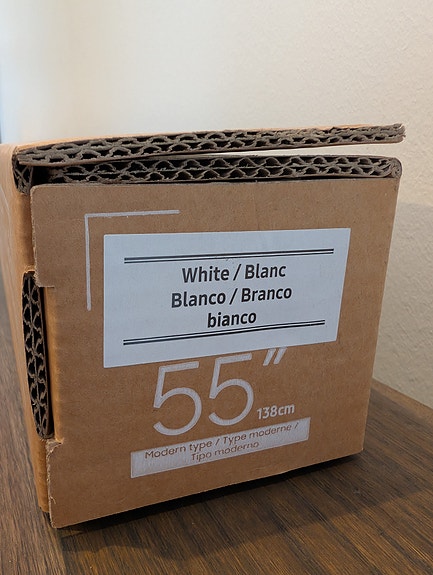 White / Blanc
Blanco / Branco
bianco
55"
138cm
Modern type / Type moderne /
Tipo moderno